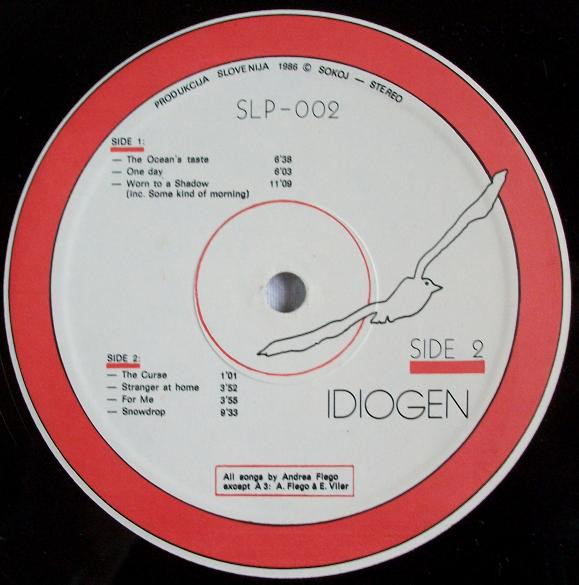 PRODUKCIJA SLOVENIJA 1986 © SOKOJ — STEREO
SLP-002
SIDE 1:
— The Ocean's taste 6'38
— One day 6'03
— Worn to a Shadow 11'09
(inc. Some kind of morning)
SIDE 2
SIDE 2:
— The Curse 1'01
— Stranger at home 3'52
— For Me 3'55
— Snowdrop 9'33
IDIOGEN
All songs by Andrea Flego
except A 3: A. Flego & E. Viler